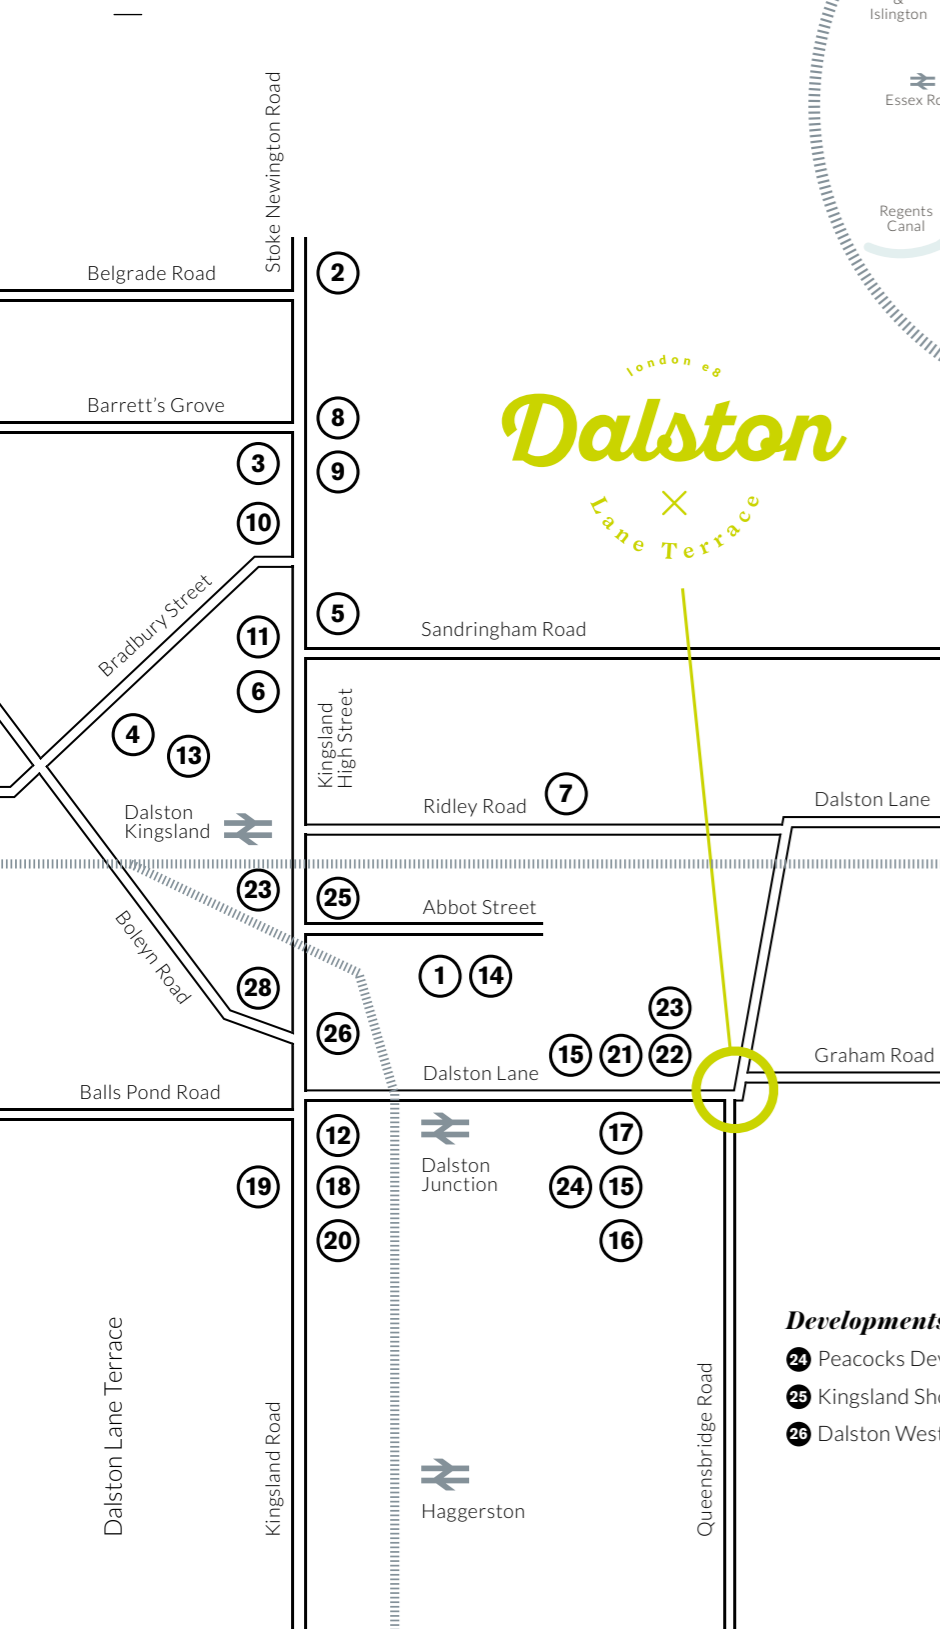 &
Islington
Essex
Regents
Canal
Stoke Newington Road
Belgrade Road
2
london e8
Dalston
Lane Terrace
Barrett’s Grove
8
3
9
10
Bradbury Street
5
Sandringham Road
11
6
Kingsland
High Street
4
13
7
Ridley Road
Dalston Lane
Dalston
Kingsland
23
25
Abbot Street
Boleyn Road
1
14
28
23
26
15
21
22
Graham Road
Dalston Lane
Balls Pond Road
12
17
Dalston
Junction
19
18
24
15
20
16
Developments
24 Peacocks
25 Kingsland
26 Dalston West
Dalston Lane Terrace
Kingsland Road
Queensbridge Road
Haggerston